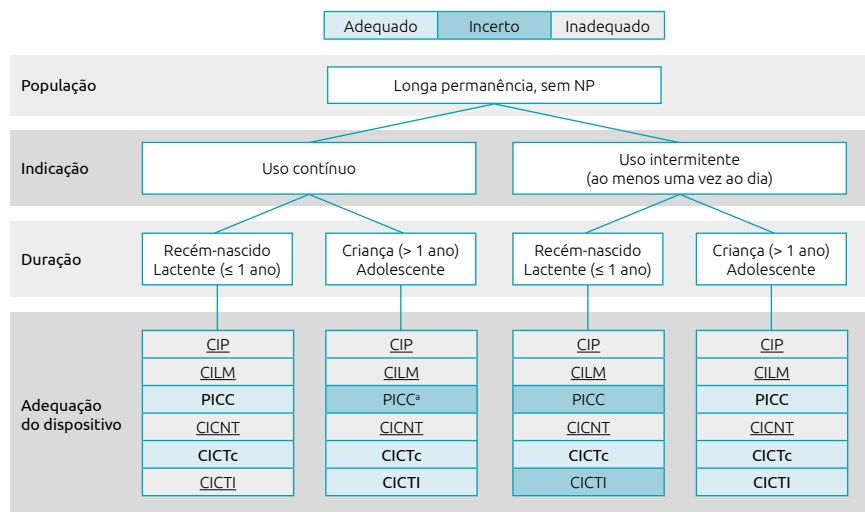 Adequado Incerto Inadequado
População
Longa permanência, sem NP
Indicação
Uso contínuo
Uso intermitente
(ao menos uma vez ao dia)
Duração
Recém-nascido
Lactente (≤ 1 ano)
Criança (> 1 ano)
Adolescente
Recém-nascido
Lactente (≤ 1 ano)
Criança (> 1 ano)
Adolescente
Adequação
do dispositivo
CIP
CILM
PICC
CICNT
CICTc
CICTI
CIP
CILM
PICCᵃ
CICNT
CICTc
CICTI
CIP
CILM
PICC
CICNT
CICTc
CICTI
CIP
CILM
PICC
CICNT
CICTc
CICTI